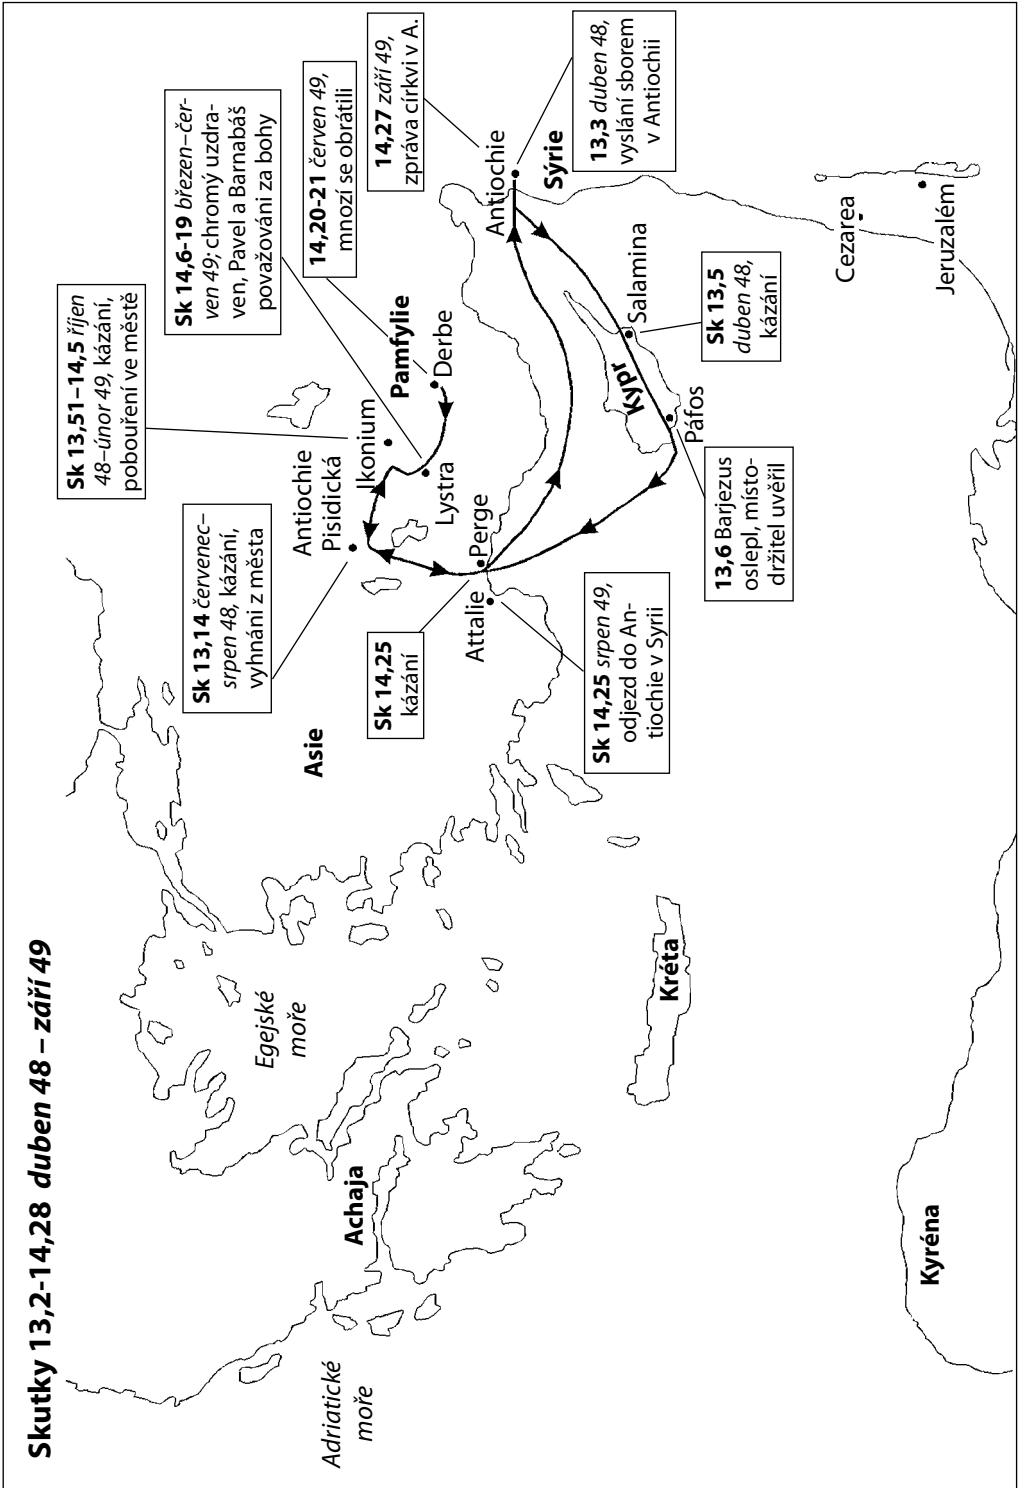 Skutky 13,2-14,28 duben 48 – září 49
Sk 13,51–14,5 říjen
48–únor 49, kázání,
pobouření ve městě
Sk 14,6-19 březen–čer-
ven 49; chromý uzdra-
ven, Pavel a Barnabáš
považováni za bohy
14,20-21 červen 49,
mnozí se obrátili
14,27 září 49,
zpráva církvi v A.
13,3 duben 48,
vyslání sborem
v Antiochii
Sk 13,14 červenec–
srpen 48, kázání,
vyhnáni z města
Sk 14,25
kázání
Sk 14,25 srpen 49,
odjezd do An-
tiochie v Syrii
13,6 Barjezus
oslepl, místo-
držitel uvěřil
Sk 13,5
duben 48,
kázání
Antiochie
Pisidická
Ikonium
Lystra
Derbe
Pamfylie
Perge
Attalie
Antiochie
Sýrie
Salamina
Kypr
Páfos
Cezarea
Jeruzalém
Asie
Egejské
moře
Achaja
Adriatické
moře
Kréta
Kyréna